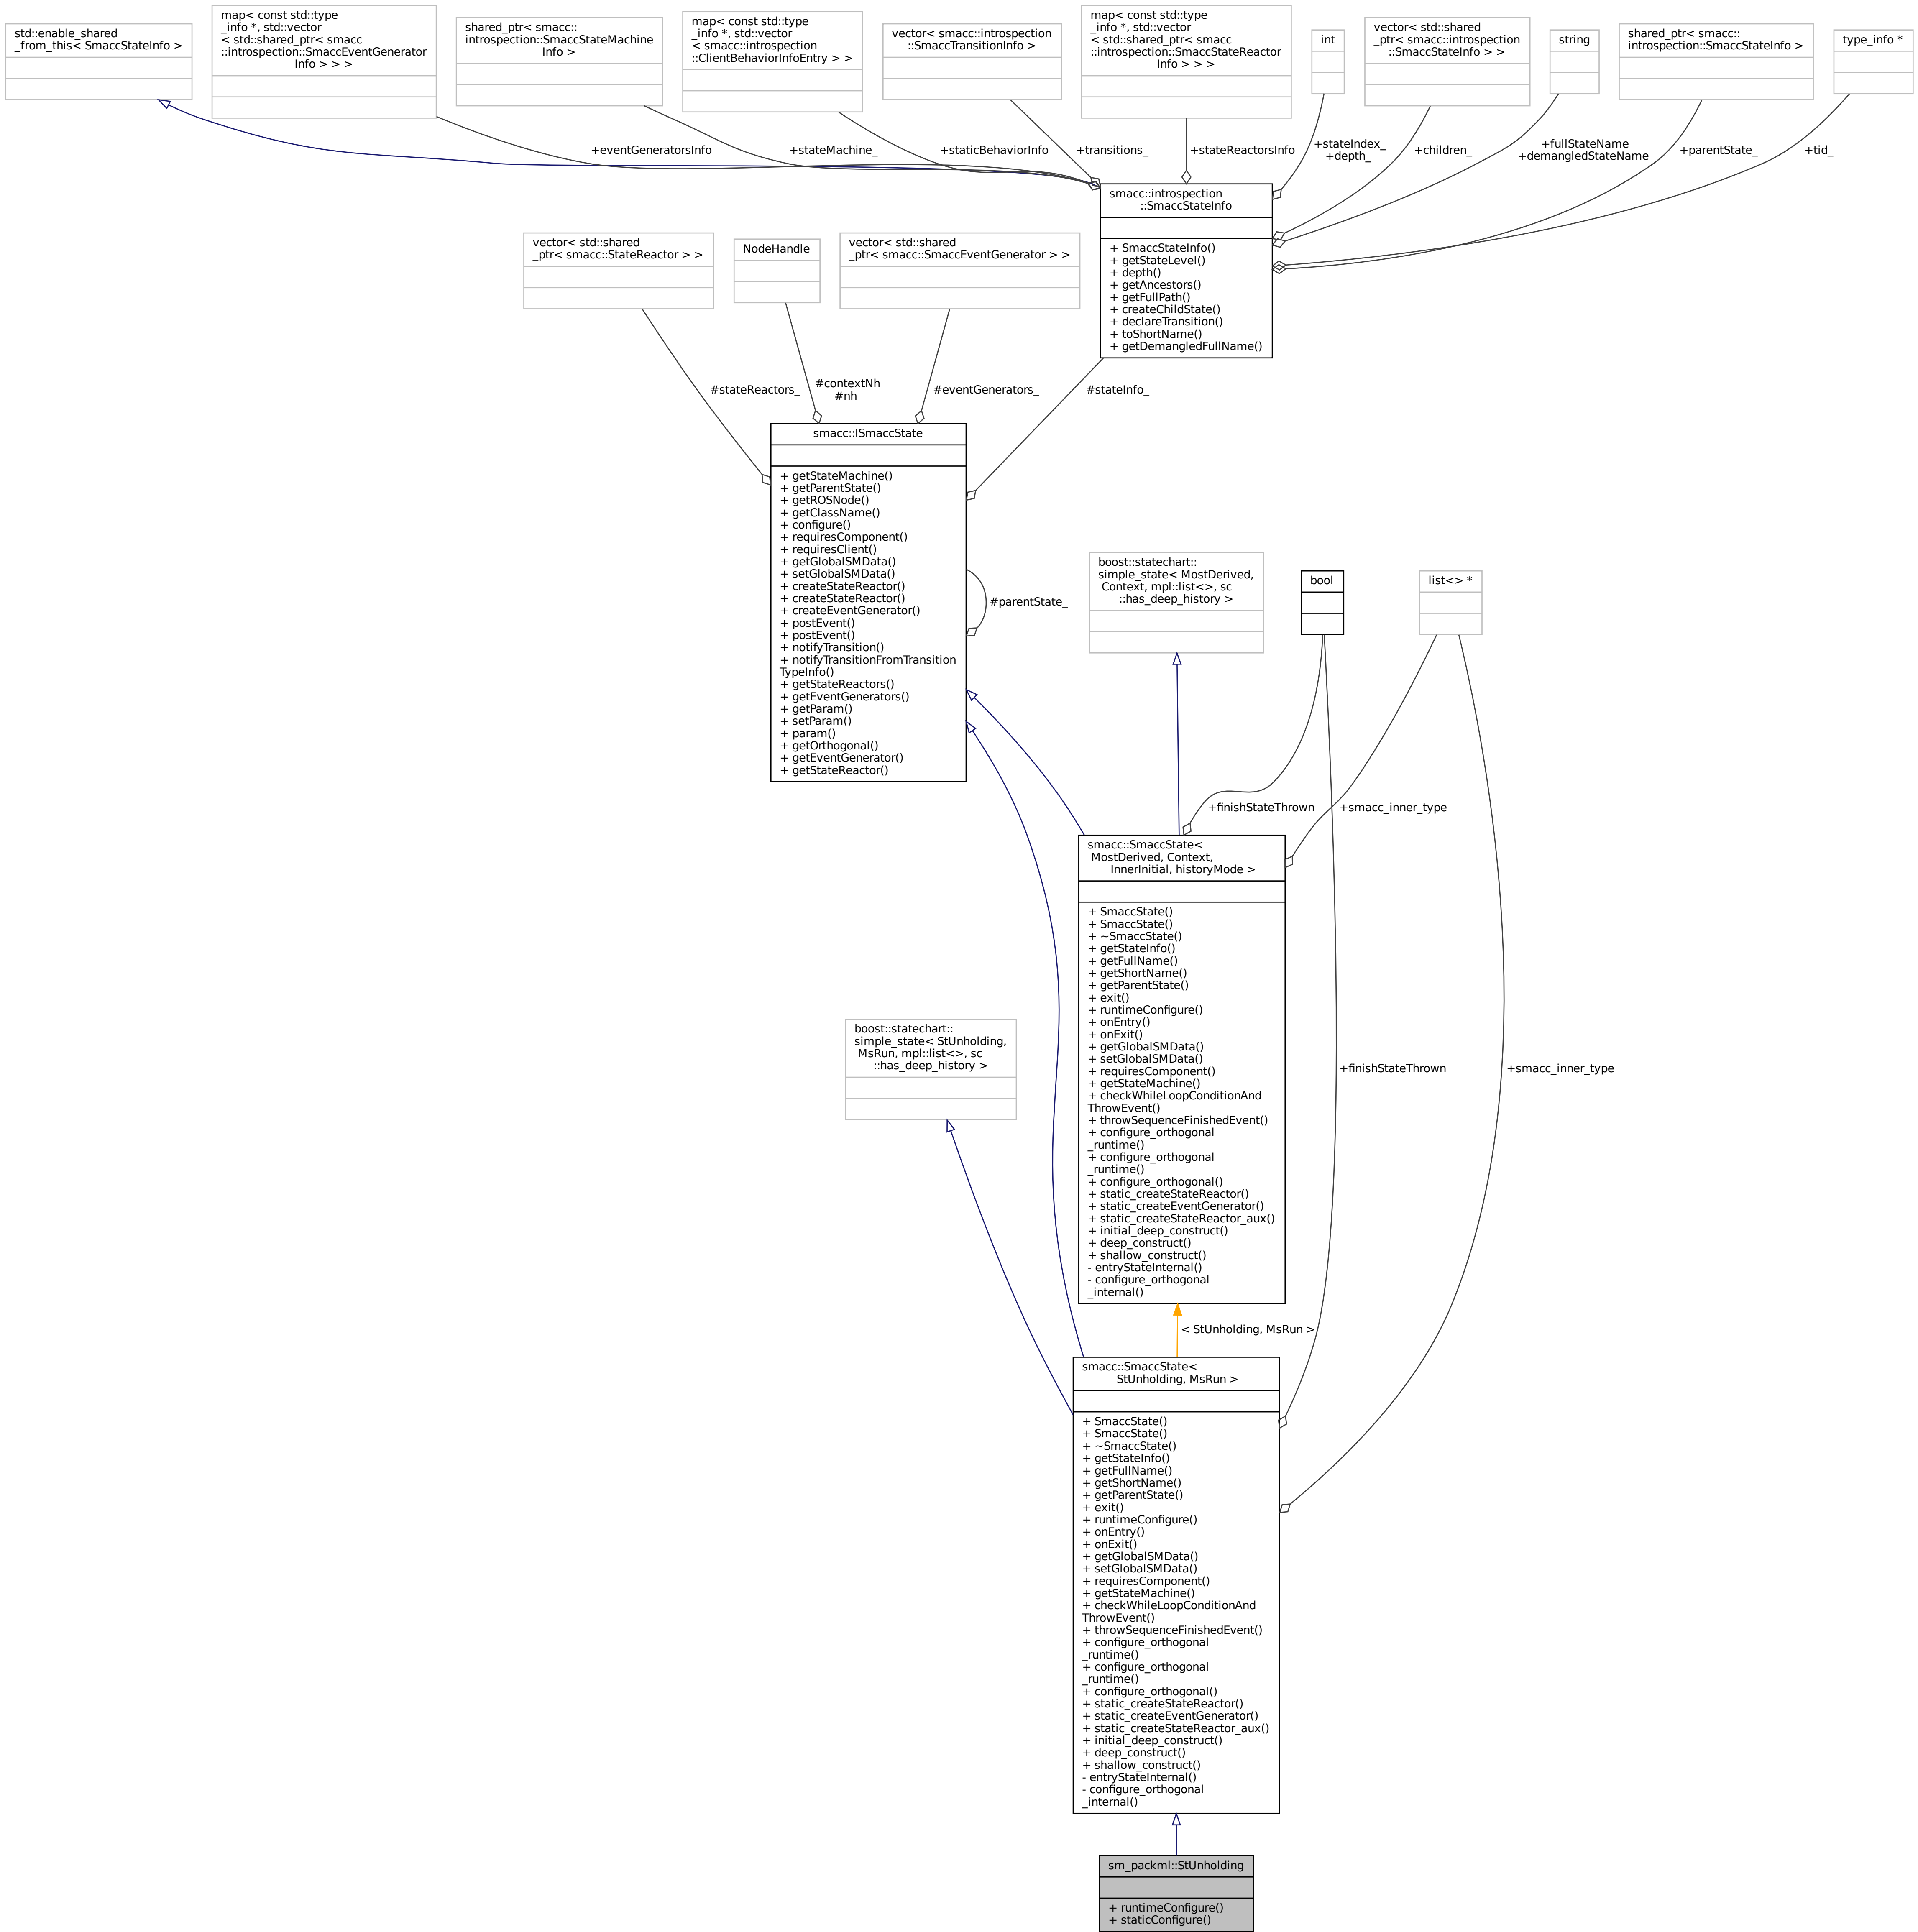 std::enable_shared
_from_this< SmaccStateInfo >
map< const std::type
_info *, std::vector
< std::shared_ptr< smacc
::introspection::SmaccEventGenerator
Info > > >
shared_ptr< smacc::
introspection::SmaccStateMachine
Info >
map< const std::type
_info *, std::vector
< smacc::introspection
::ClientBehaviorInfoEntry > >
vector< smacc::introspection
::SmaccTransitionInfo >
map< const std::type
_info *, std::vector
< std::shared_ptr< smacc
::introspection::SmaccStateReactor
Info > > >
int
vector< std::shared
_ptr< smacc::introspection
::SmaccStateInfo > >
string
shared_ptr< smacc::
introspection::SmaccStateInfo >
type_info *
+eventGeneratorsInfo
+stateMachine_
+staticBehaviorInfo
+transitions_
+stateReactorsInfo
+stateIndex_
+depth_
+children_
+fullStateName
+demangledStateName
+parentState_
+tid_
smacc::introspection
::SmaccStateInfo
+ SmaccStateInfo()
+ getStateLevel()
+ depth()
+ getAncestors()
+ getFullPath()
+ createChildState()
+ declareTransition()
+ toShortName()
+ getDemangledFullName()
vector< std::shared
_ptr< smacc::StateReactor > >
NodeHandle
vector< std::shared
_ptr< smacc::SmaccEventGenerator > >
#stateReactors_
#contextNh
#nh
#eventGenerators_
#stateInfo_
smacc::ISmaccState
+ getStateMachine()
+ getParentState()
+ getROSNode()
+ getClassName()
+ configure()
+ requiresComponent()
+ requiresClient()
+ getGlobalSMData()
+ setGlobalSMData()
+ createStateReactor()
+ createStateReactor()
+ createEventGenerator()
+ postEvent()
+ postEvent()
+ notifyTransition()
+ notifyTransitionFromTransition
TypeInfo()
+ getStateReactors()
+ getEventGenerators()
+ getParam()
+ setParam()
+ param()
+ getOrthogonal()
+ getEventGenerator()
+ getStateReactor()
#parentState_
boost::statechart::
simple_state< MostDerived,
Context, mpl::list<>, sc
::has_deep_history >
bool
list<> *
+finishStateThrown
+smacc_inner_type
smacc::SmaccState<
MostDerived, Context,
InnerInitial, historyMode >
+ SmaccState()
+ SmaccState()
+ ~SmaccState()
+ getStateInfo()
+ getFullName()
+ getShortName()
+ getParentState()
+ exit()
+ runtimeConfigure()
+ onEntry()
+ onExit()
+ getGlobalSMData()
+ setGlobalSMData()
+ requiresComponent()
+ getStateMachine()
+ checkWhileLoopConditionAnd
ThrowEvent()
+ throwSequenceFinishedEvent()
+ configure_orthogonal
_runtime()
+ configure_orthogonal
_runtime()
+ configure_orthogonal()
+ static_createStateReactor()
+ static_createEventGenerator()
+ static_createStateReactor_aux()
+ initial_deep_construct()
+ deep_construct()
+ shallow_construct()
- entryStateInternal()
- configure_orthogonal
_internal()
boost::statechart::
simple_state< StUnholding,
MsRun, mpl::list<>, sc
::has_deep_history >
+finishStateThrown
+smacc_inner_type
< StUnholding, MsRun >
smacc::SmaccState<
StUnholding, MsRun >
+ SmaccState()
+ SmaccState()
+ ~SmaccState()
+ getStateInfo()
+ getFullName()
+ getShortName()
+ getParentState()
+ exit()
+ runtimeConfigure()
+ onEntry()
+ onExit()
+ getGlobalSMData()
+ setGlobalSMData()
+ requiresComponent()
+ getStateMachine()
+ checkWhileLoopConditionAnd
ThrowEvent()
+ throwSequenceFinishedEvent()
+ configure_orthogonal
_runtime()
+ configure_orthogonal
_runtime()
+ configure_orthogonal()
+ static_createStateReactor()
+ static_createEventGenerator()
+ static_createStateReactor_aux()
+ initial_deep_construct()
+ deep_construct()
+ shallow_construct()
- entryStateInternal()
- configure_orthogonal
_internal()
sm_packml::StUnholding
+ runtimeConfigure()
+ staticConfigure()